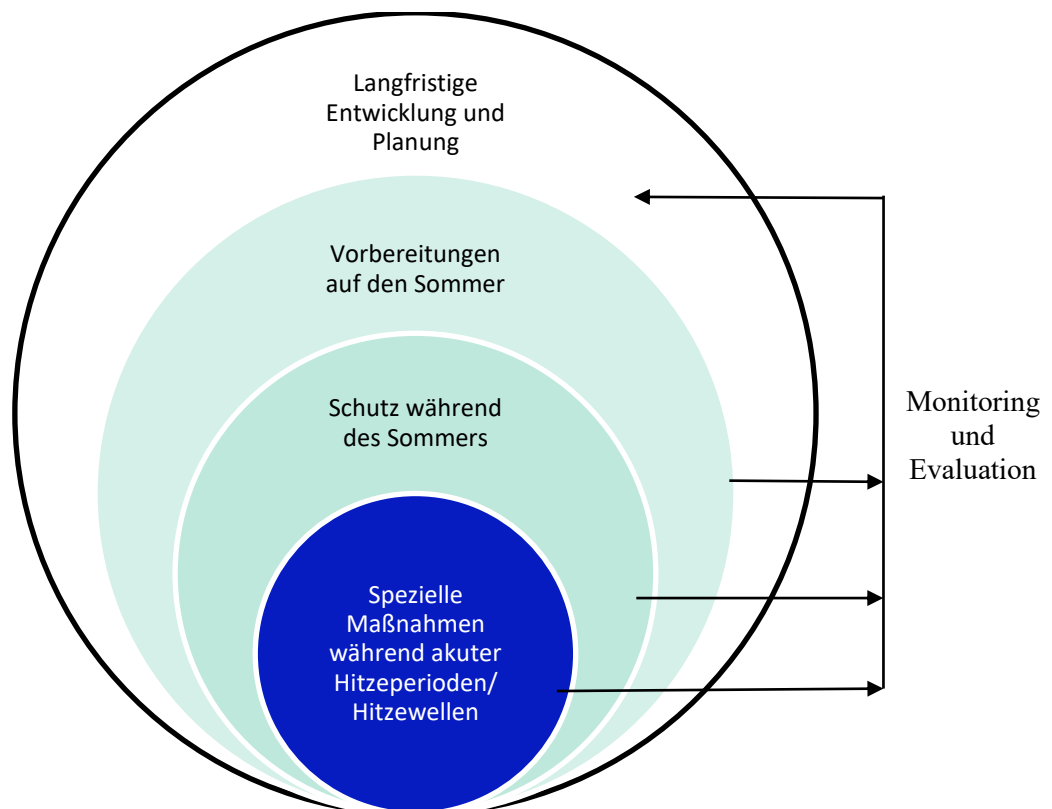 Langfristige
Entwicklung und
Planung
Vorbereitungen
auf den Sommer
Schutz während
des Sommers
Spezielle
Maßnahmen
während akuter
Hitzeperioden/
Hitzewellen
Monitoring
und
Evaluation